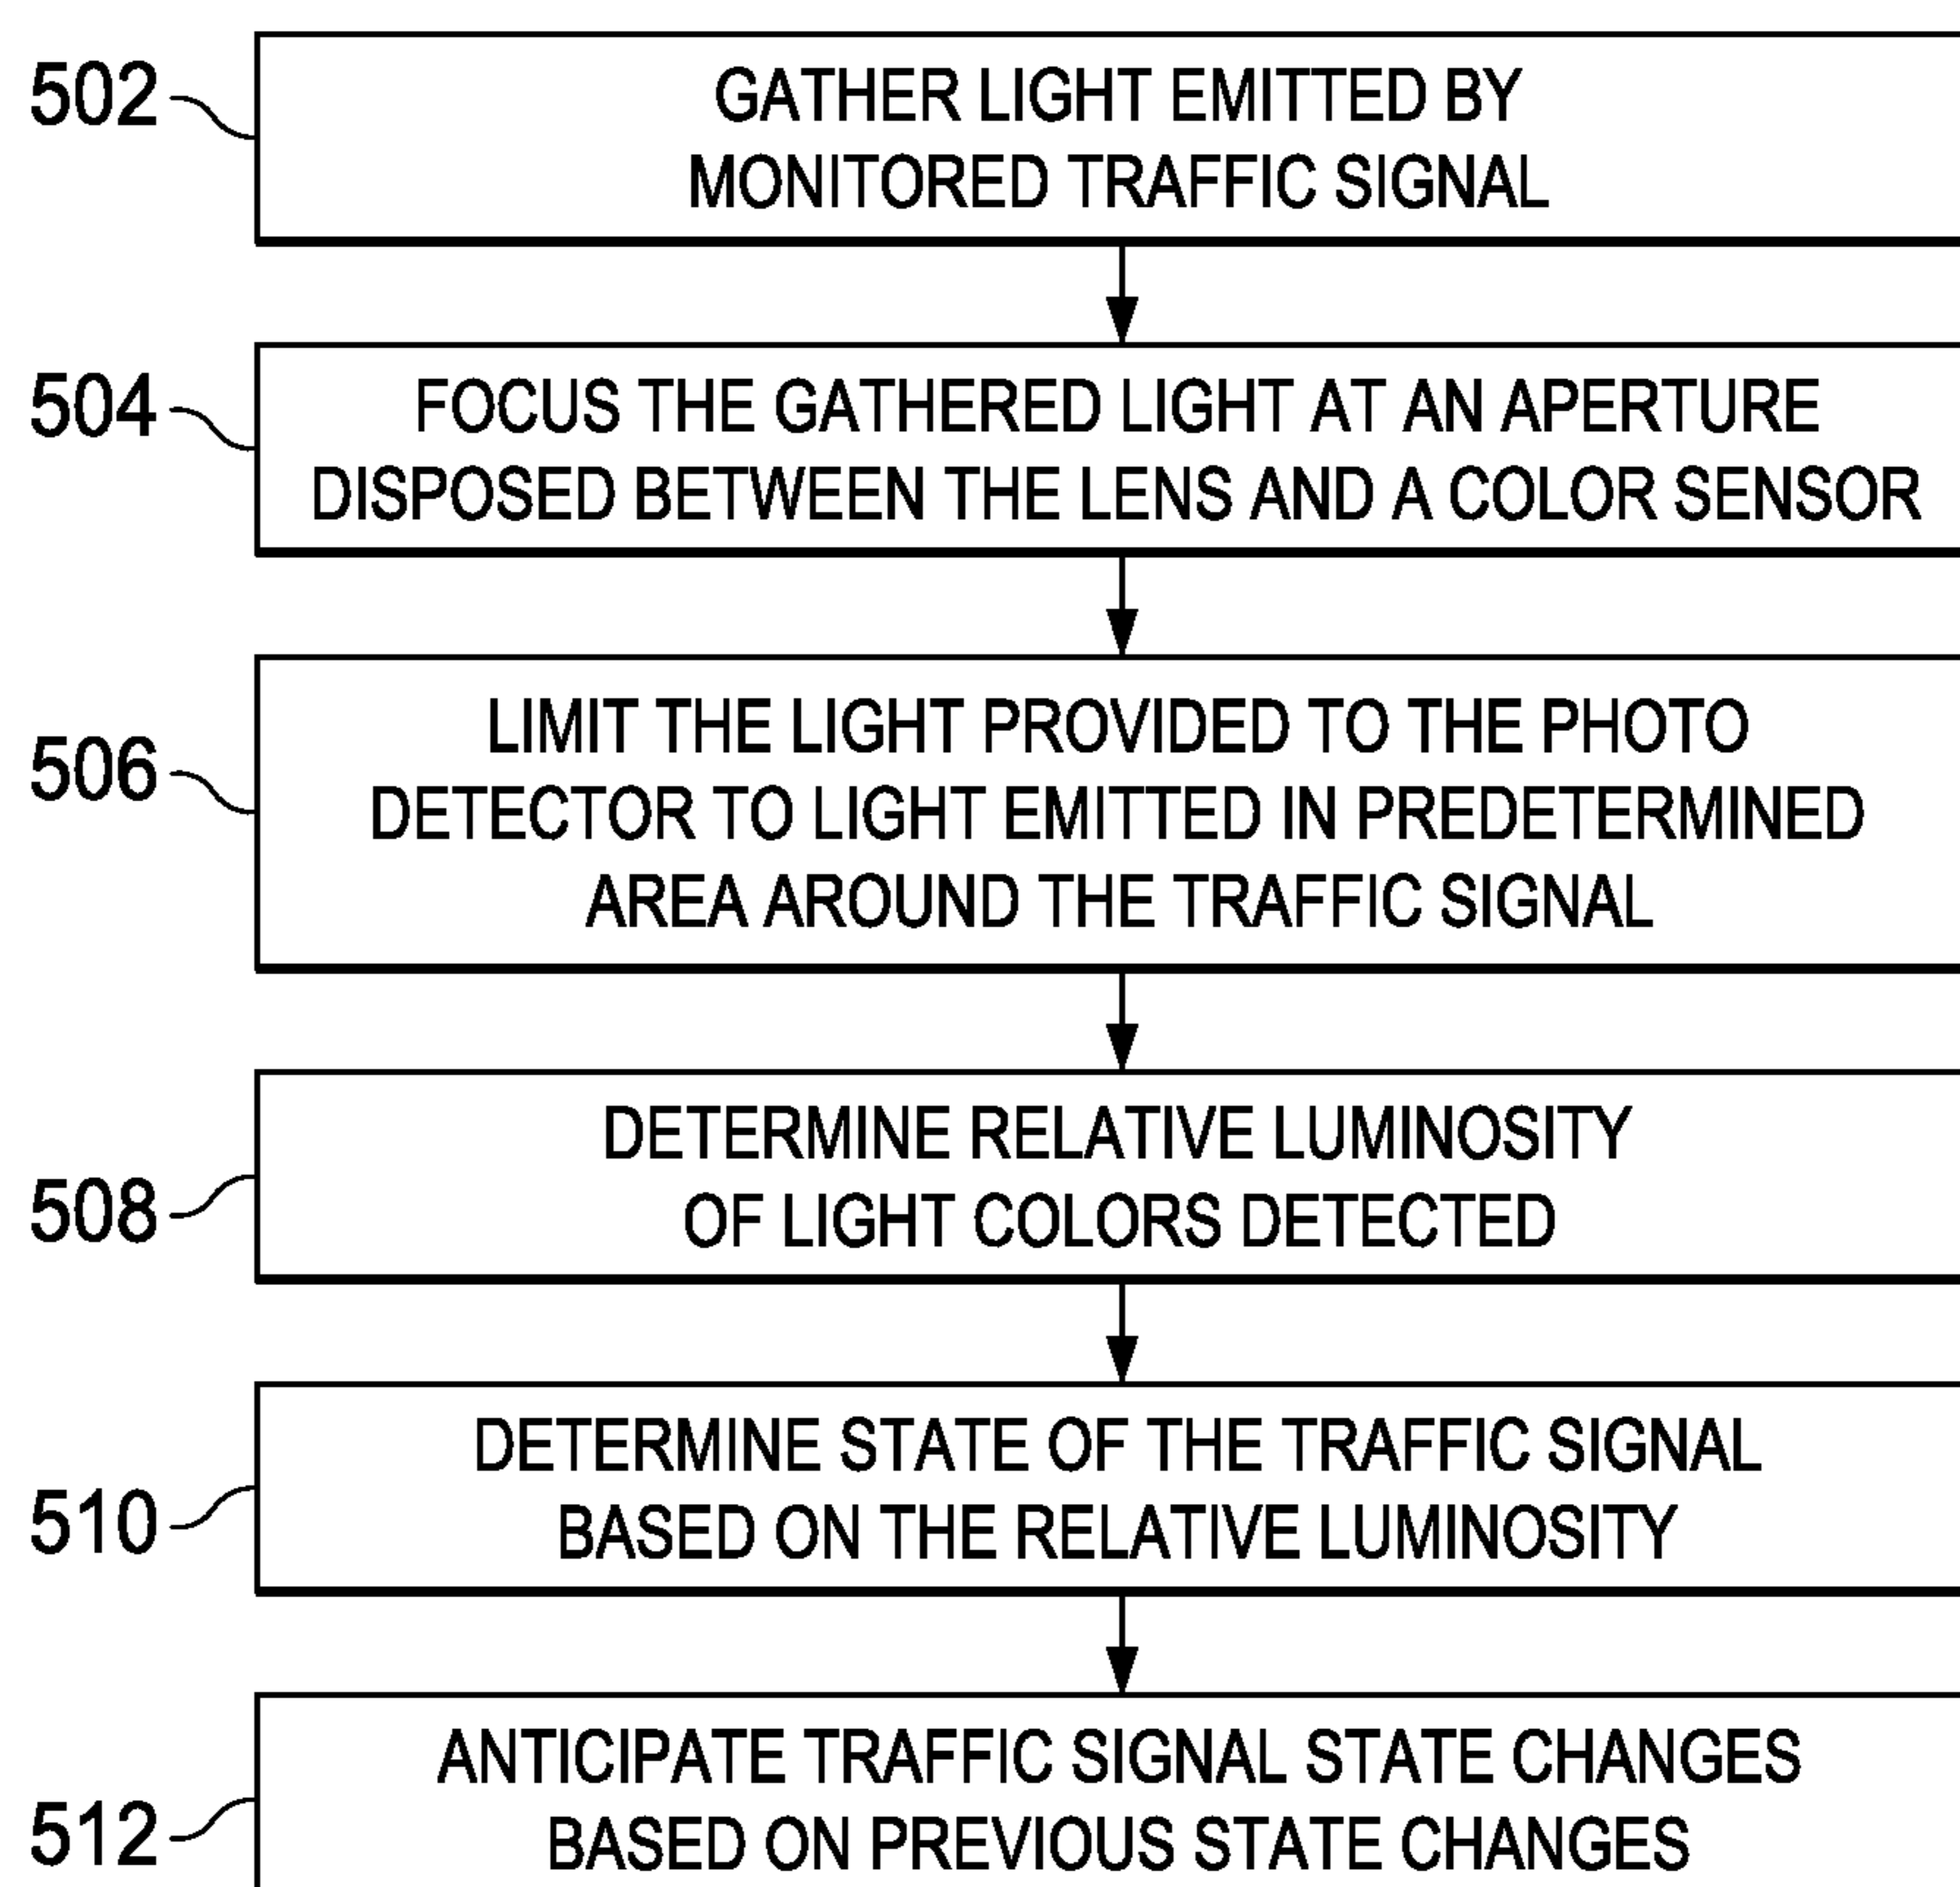 502
GATHER LIGHT EMITTED BY
MONITORED TRAFFIC SIGNAL
504
FOCUS THE GATHERED LIGHT AT AN APERTURE
DISPOSED BETWEEN THE LENS AND A COLOR SENSOR
506
LIMIT THE LIGHT PROVIDED TO THE PHOTO
DETECTOR TO LIGHT EMITTED IN PREDETERMINED
AREA AROUND THE TRAFFIC SIGNAL
508
DETERMINE RELATIVE LUMINOSITY
OF LIGHT COLORS DETECTED
510
DETERMINE STATE OF THE TRAFFIC SIGNAL
BASED ON THE RELATIVE LUMINOSITY
512
ANTICIPATE TRAFFIC SIGNAL STATE CHANGES
BASED ON PREVIOUS STATE CHANGES